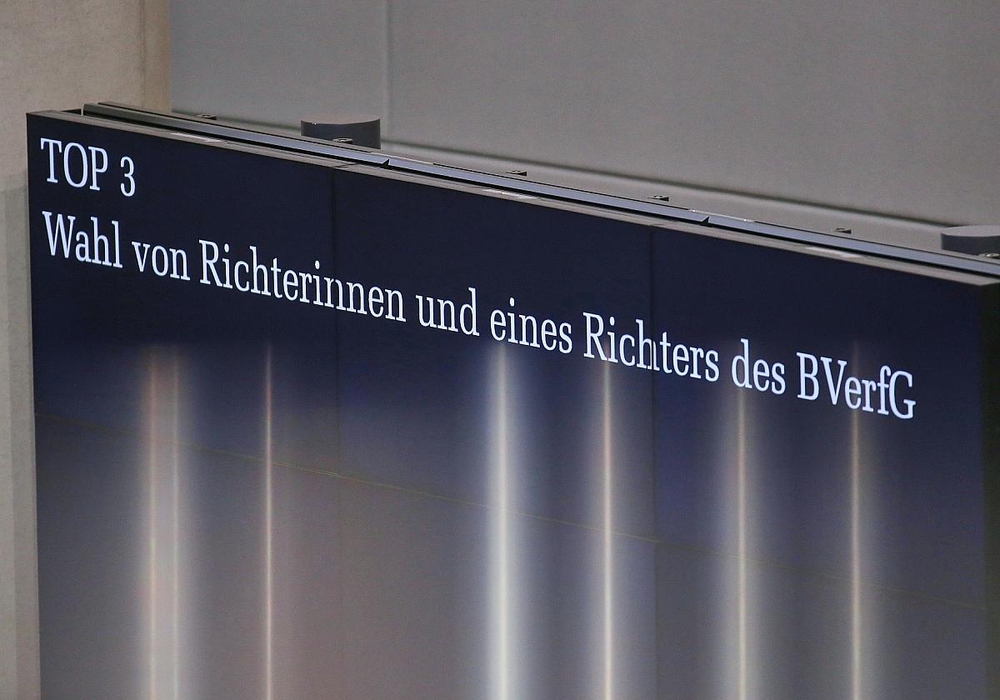 TOP 3
Wahl von Richterinnen und eines Richters des BVerfG